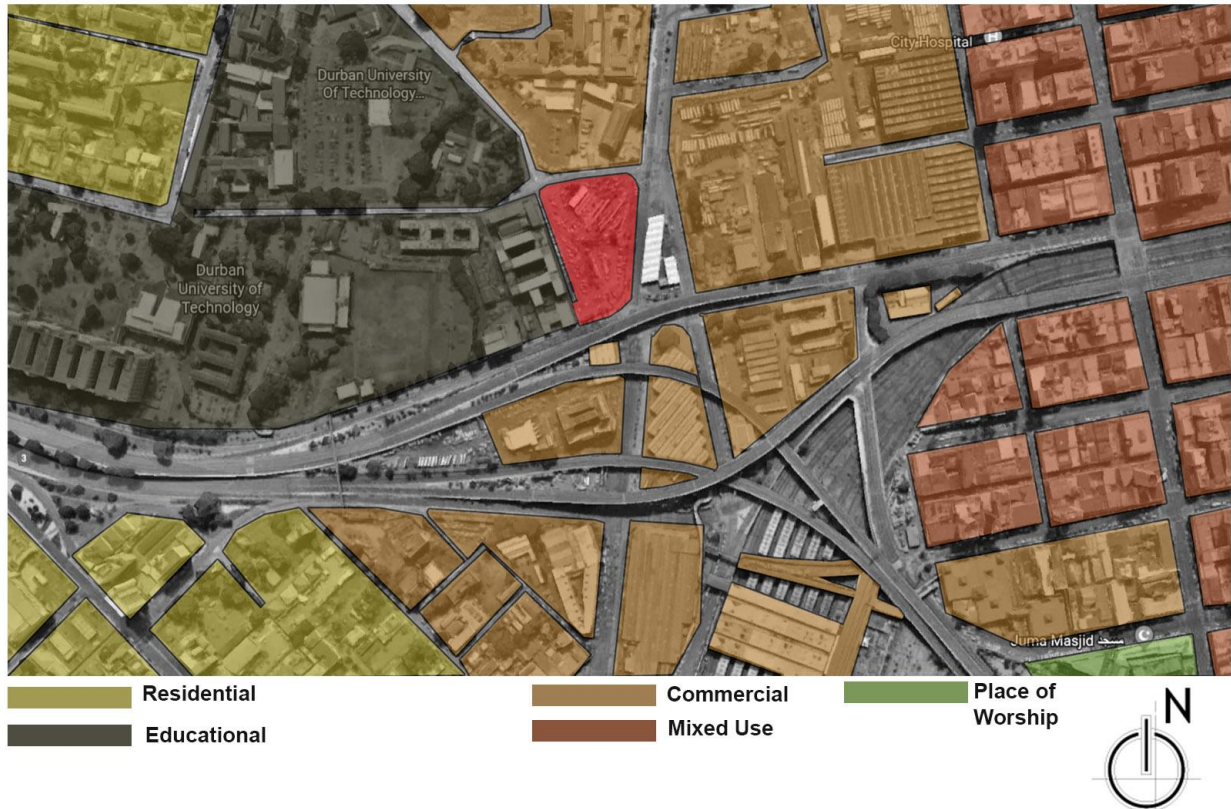 City Hospital
H
Durban University
Of Technology...
Durban
University of
Technology
3
Juma Masjid مسجد
Residential
Educational
Commercial
Mixed Use
Place of
Worship
N